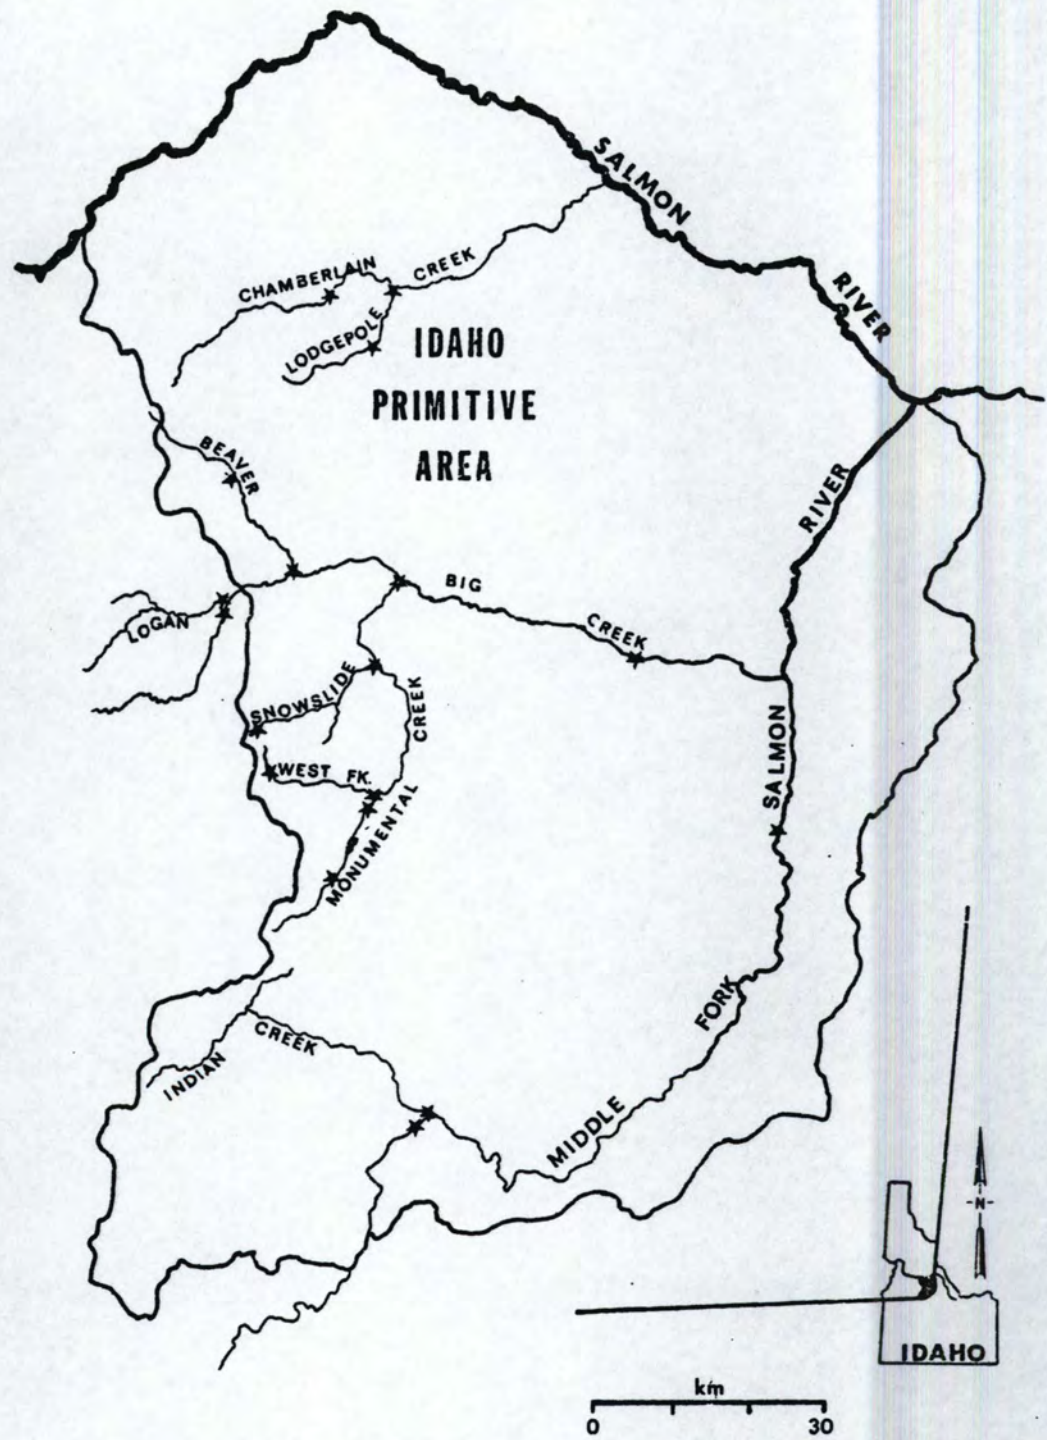 SALMON
RIVER
CHAMBERLAIN CREEK
LODGEPOLE
IDAHO
PRIMITIVE
AREA
BEAVER
RIVER
BIG CREEK
LOGAN
SNOWSLIDE
CREEK
SALMON
WEST FK.
MONUMENTAL
FORK
CREEK
INDIAN
MIDDLE
-N-
IDAHO
km
0 30